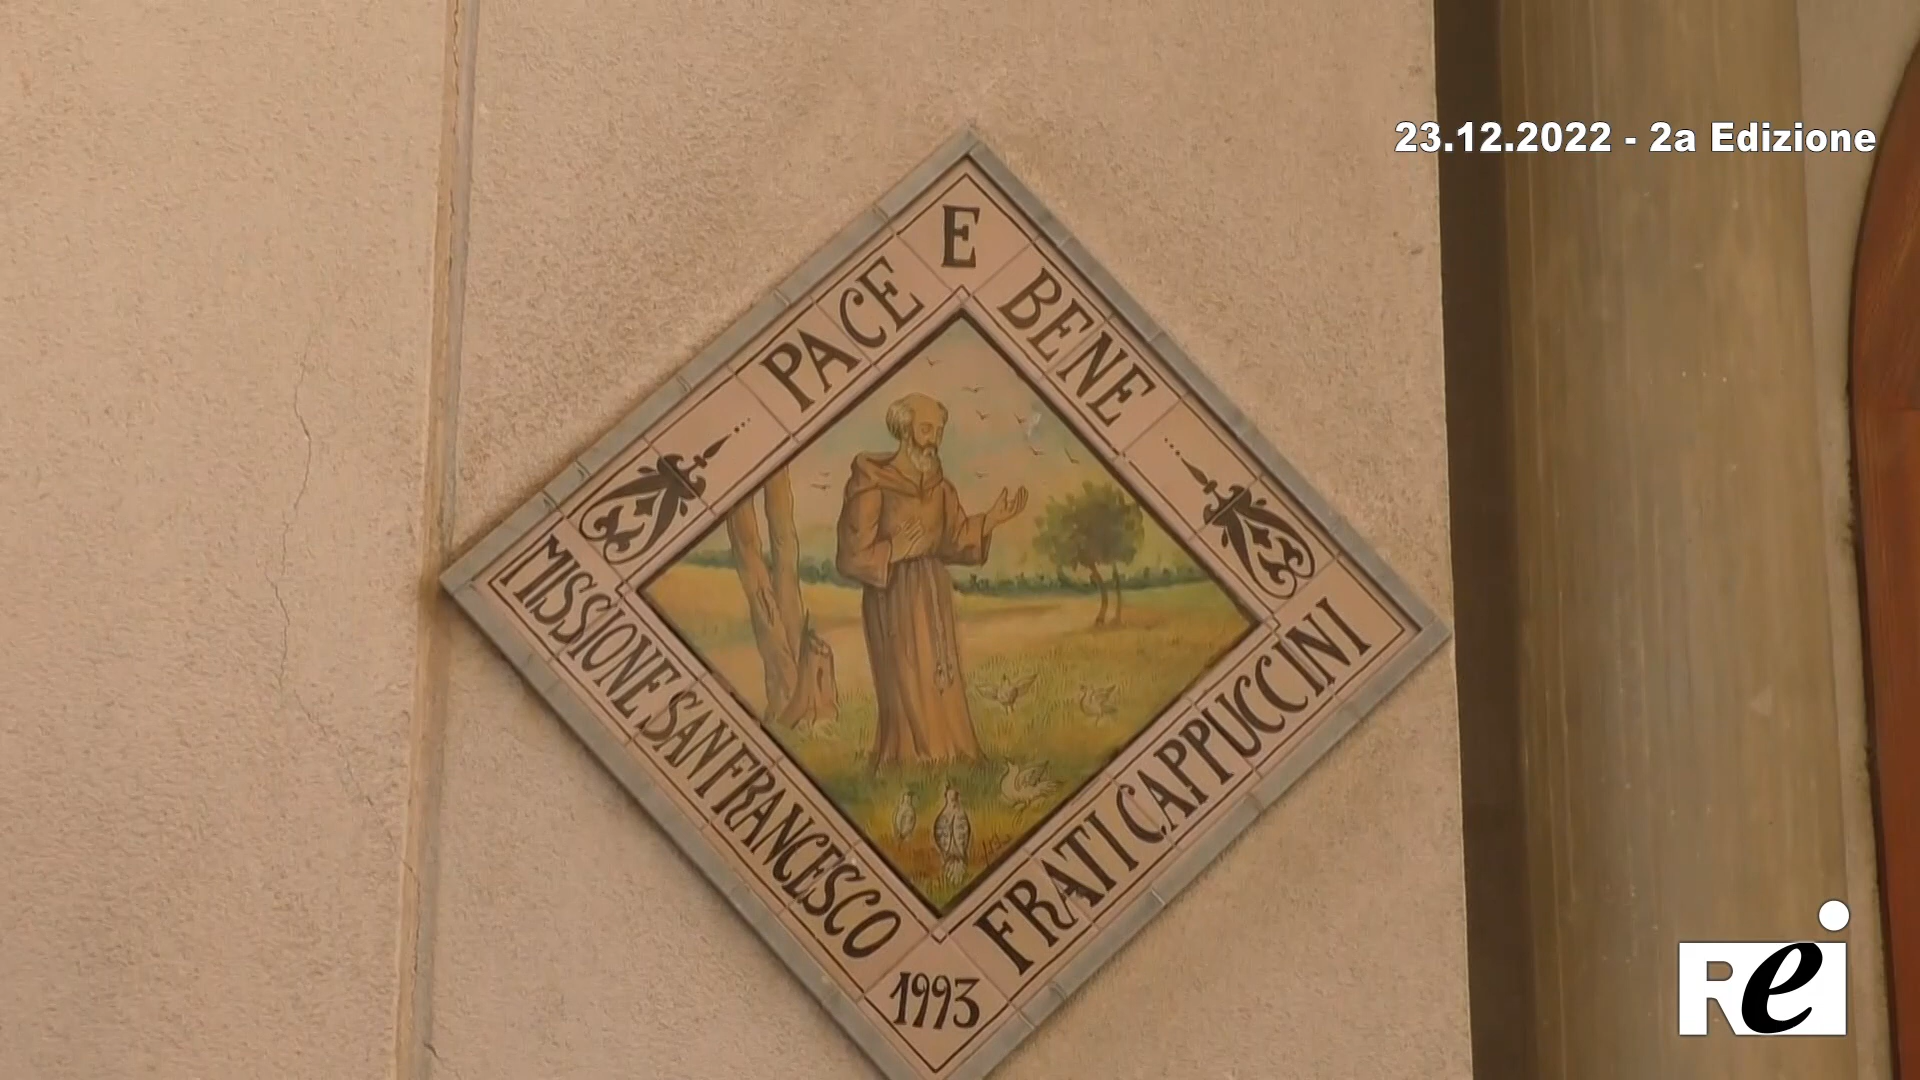 23.12.2022 - 2a Edizione
PACE E BENE
MISSIONE SAN FRANCESCO
FRATI CAPPUCCINI
1993
Rei